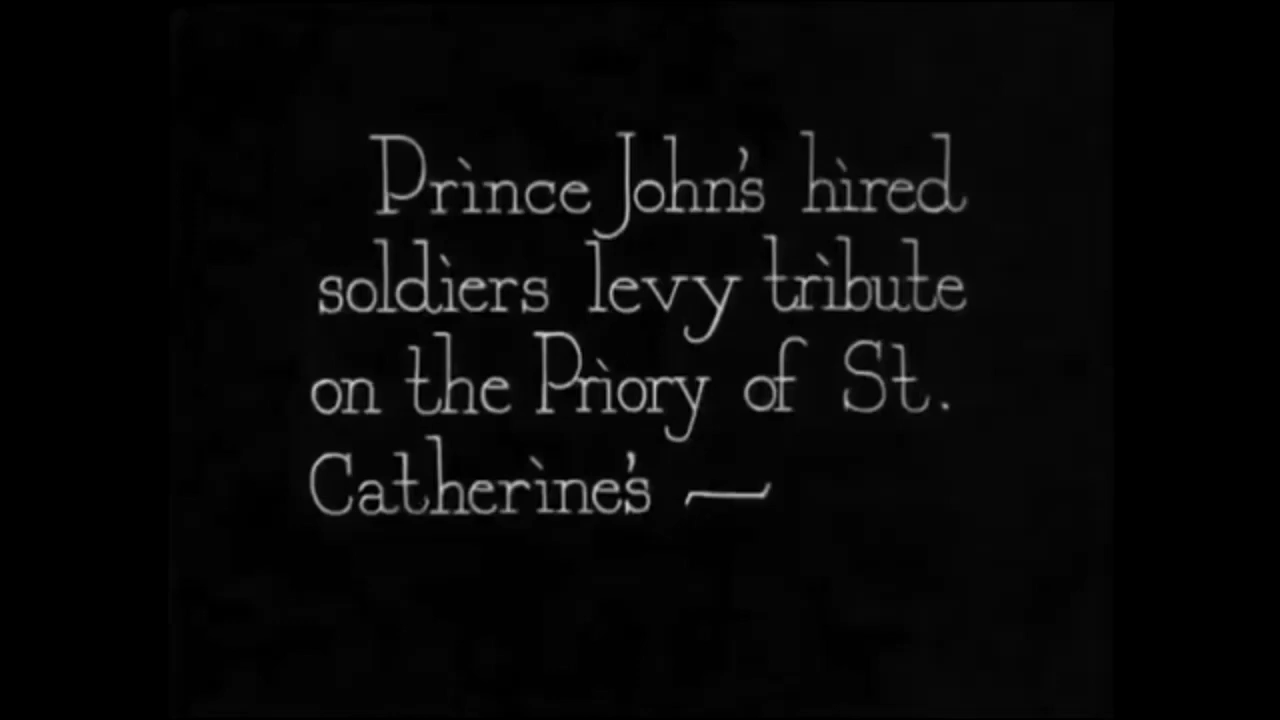 Prince John's hired
soldiers levy tribute
on the Priory of St.
Catherine's —